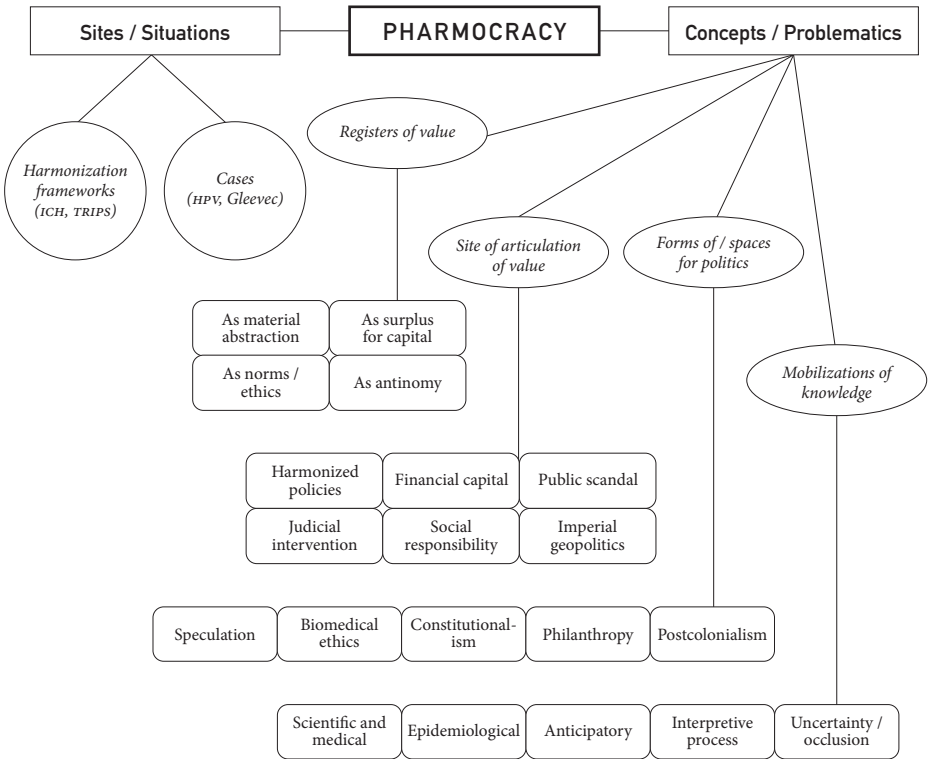 Sites / Situations
PHARMOCRACY
Concepts / Problematics
Registers of value
Harmonization
frameworks
(ICH, TRIPS)
Cases
(HPV, Gleevec)
Site of articulation
of value
Forms of / spaces
for politics
As material
abstraction
As surplus
for capital
As norms /
ethics
As antinomy
Mobilizations of
knowledge
Harmonized
policies
Financial capital
Public scandal
Judicial
intervention
Social
responsibility
Imperial
geopolitics
Speculation
Biomedical
ethics
Constitutional-
ism
Philanthropy
Postcolonialism
Scientific and
medical
Epidemiological
Anticipatory
Interpretive
process
Uncertainty /
occlusion